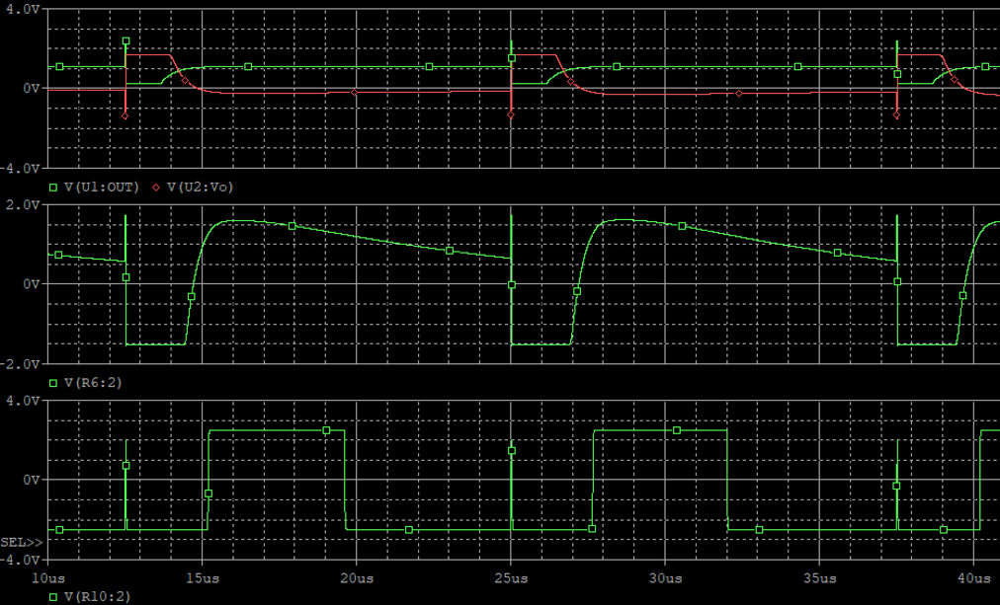 4.0V
0V
-4.0V
V(U1:OUT) V(U2:Vo)
2.0V
0V
-2.0V
V(R6:2)
4.0V
0V
SEL>>
-4.0V
10us 15us 20us 25us 30us 35us 40us
V(R10:2)